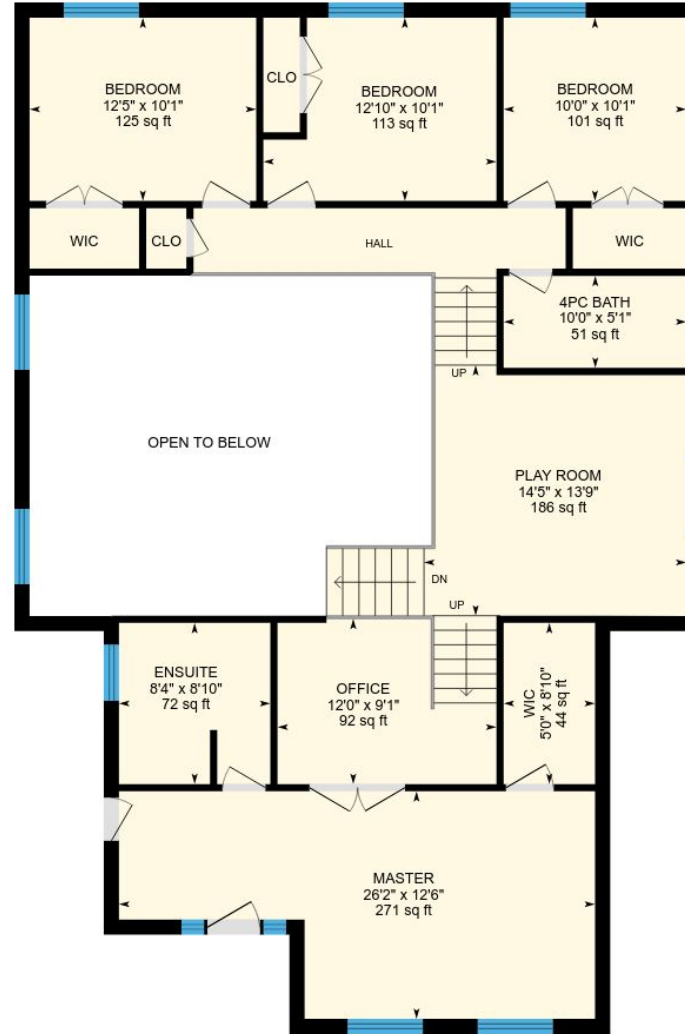 BEDROOM
12'5" x 10'1"
125 sq ft
CLO
BEDROOM
12'10" x 10'1"
113 sq ft
BEDROOM
10'0" x 10'1"
101 sq ft
WIC
CLO
HALL
WIC
4PC BATH
10'0" x 5'1"
51 sq ft
UP
OPEN TO BELOW
PLAY ROOM
14'5" x 13'9"
186 sq ft
DN
UP
ENSUITE
8'4" x 8'10"
72 sq ft
OFFICE
12'0" x 9'1"
92 sq ft
WIC
5'0" x 8'10"
44 sq ft
MASTER
26'2" x 12'6"
271 sq ft